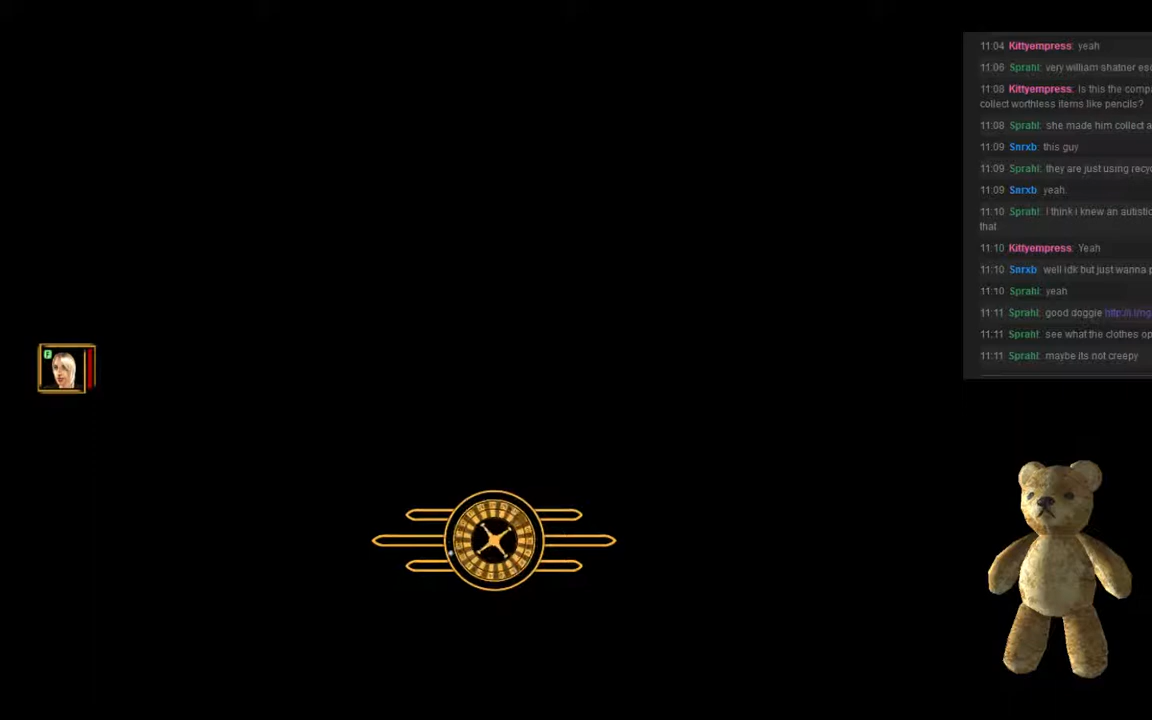 11:04 Kittyempress: yeah
11:06 Sprahl: very william shatner
11:08 Kittyempress: Is this the
collect worthless items like pencils?
11:08 Sprahl: she made him collect
11:09 Snrxb: this guy
11:09 Sprahl: they are just using
11:09 Snrxb: yeah.
11:10 Sprahl: I think i knew an
that
11:10 Kittyempress: Yeah
11:10 Snrxb: well idk but just wanna
11:10 Sprahl: yeah
11:11 Sprahl: good doggie
11:11 Sprahl: see what the clothes
11:11 Sprahl: maybe its not creepy